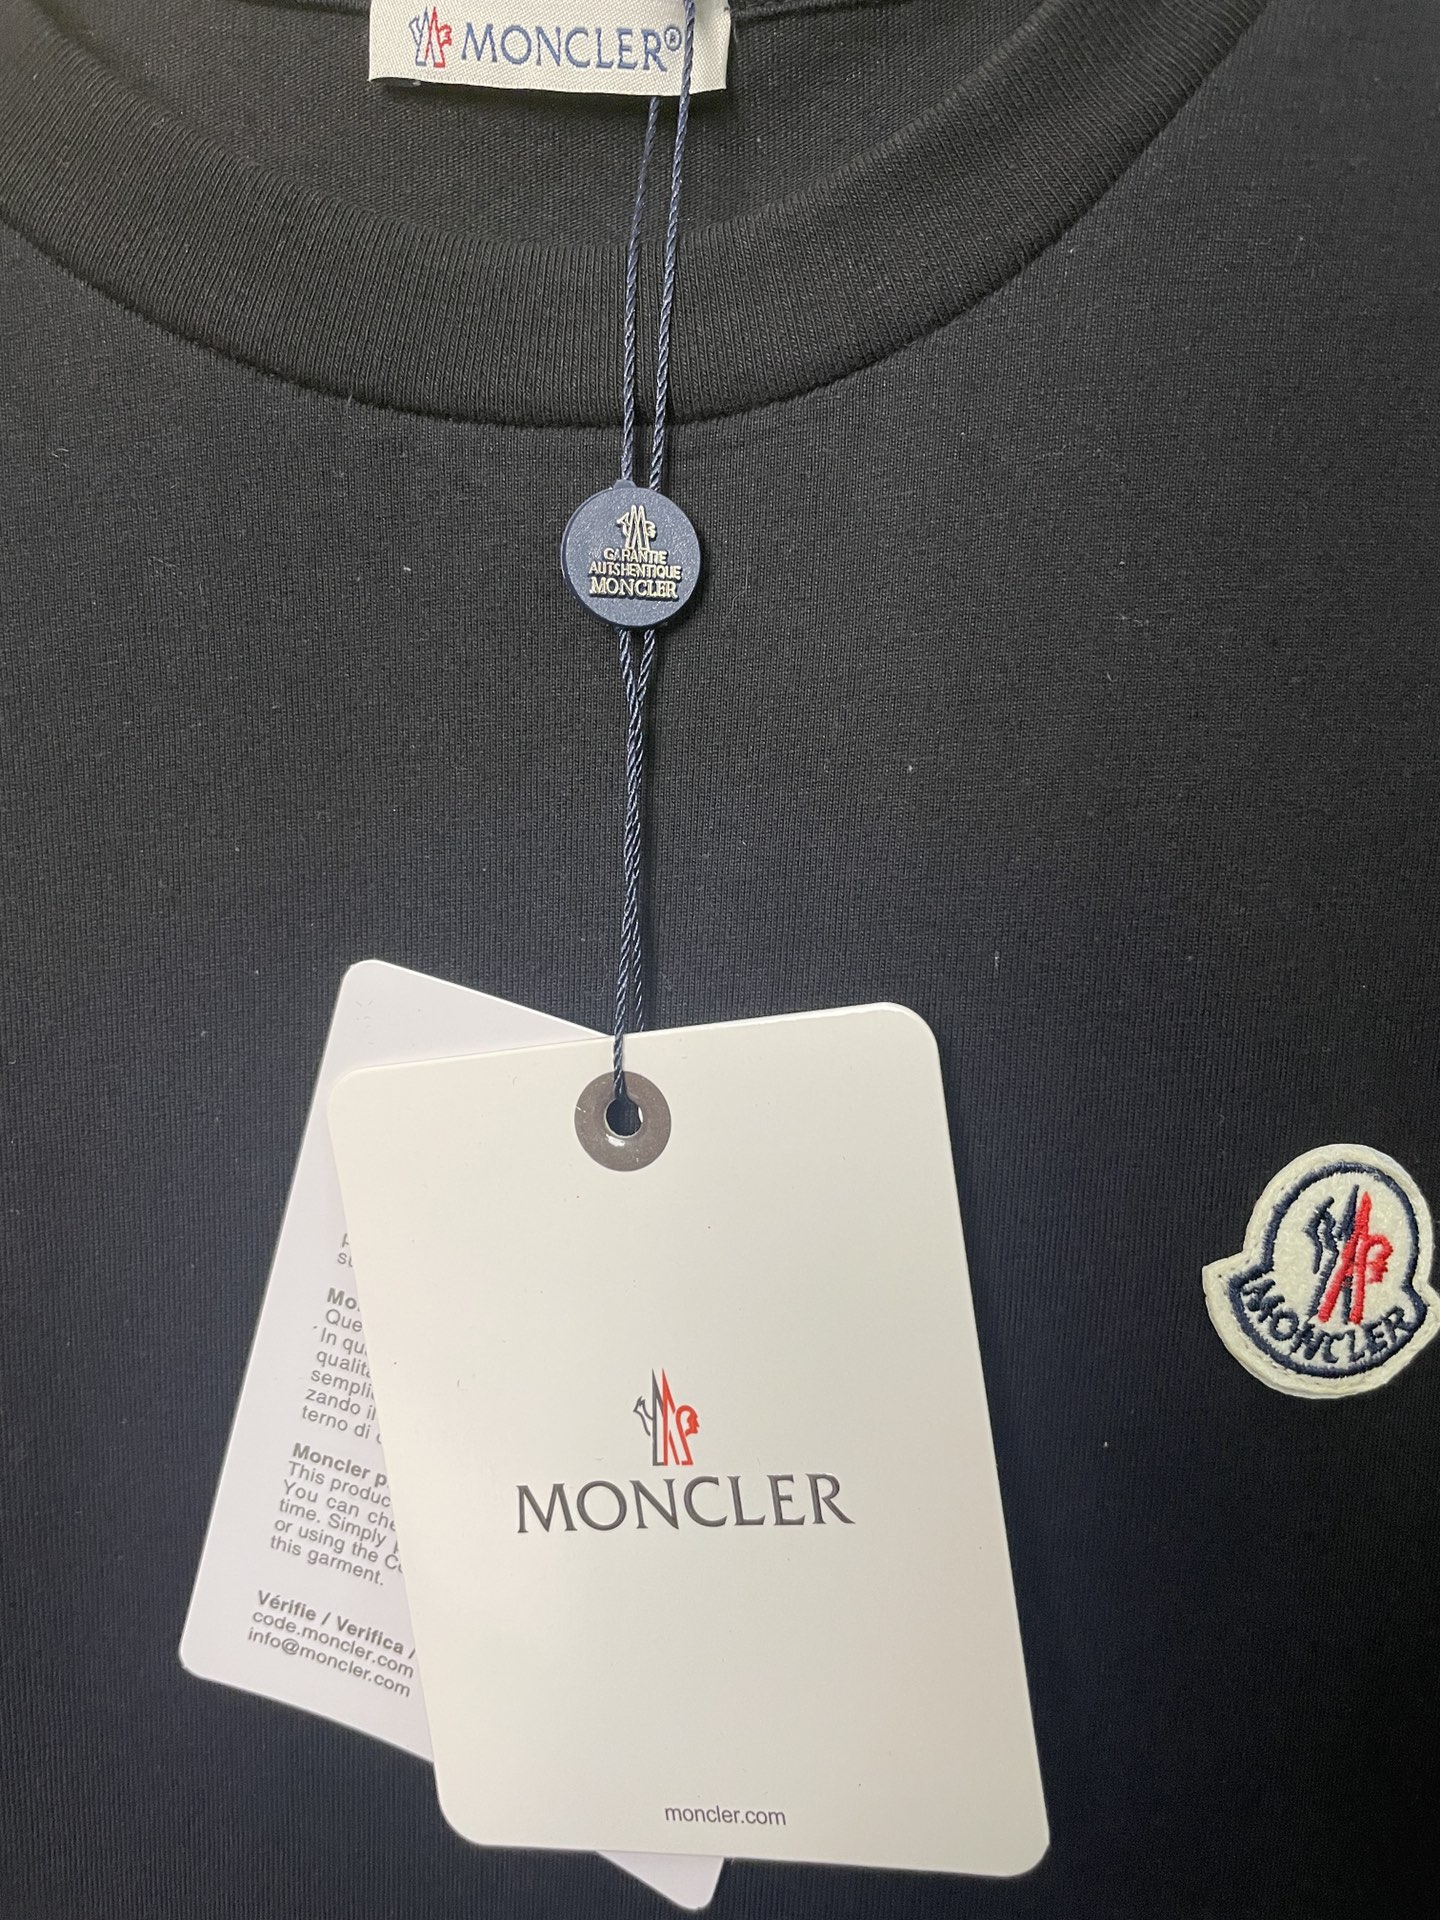 MONCLER®
GARANTIE
AUTSHENTIQUE
MONCLER
MONCLER
MONCLER
moncler.com
Mo
Que
In qu
qualit
sempli
zando il
terno di
Moncler p
This produc
You can che
time. Simply
or using the C
this garment.
Vérifie / Verifica /
code.moncler.com
info@moncler.com